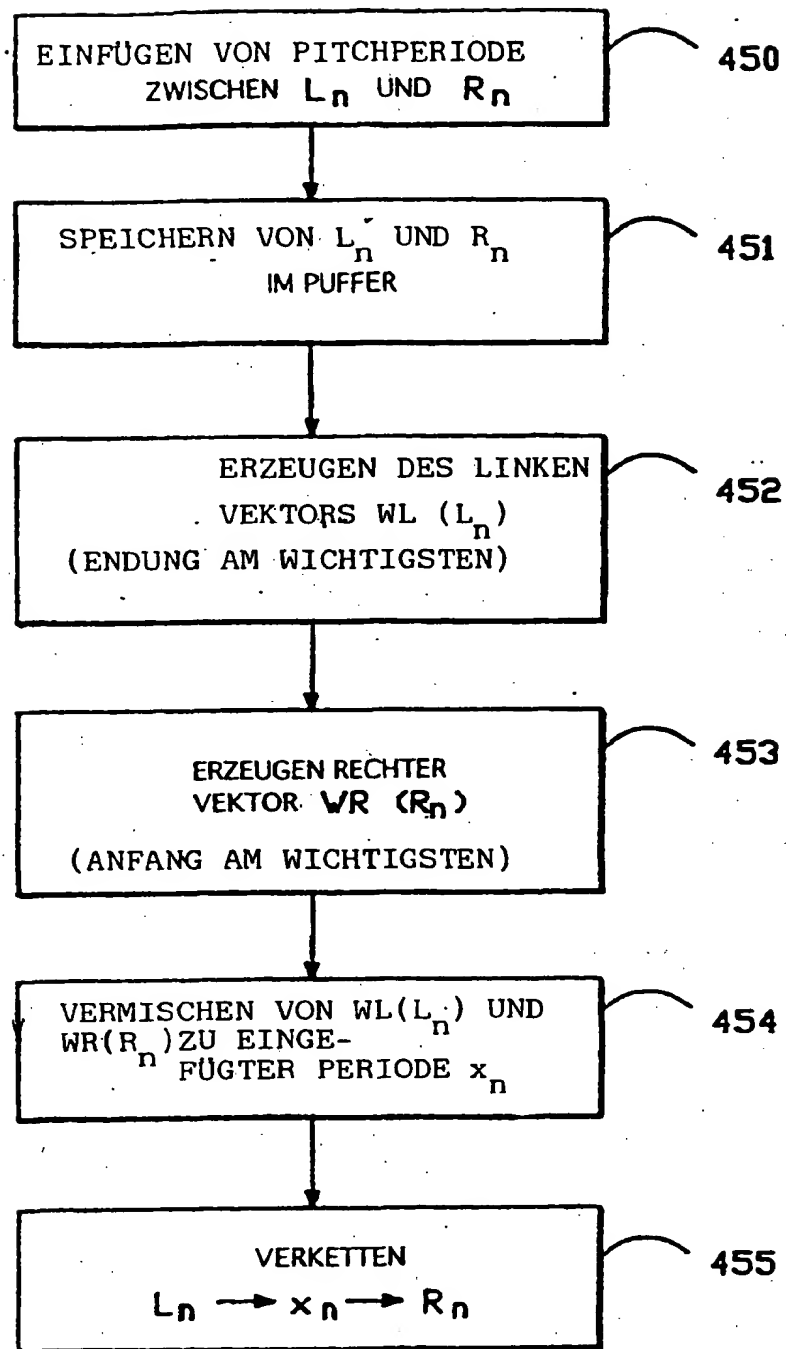 EINFÜGEN VON PITCHPERIODE
ZWISCHEN Ln UND Rn
450
SPEICHERN VON Ln UND Rn
IM PUFFER
451
ERZEUGEN DES LINKEN
VEKTORS WL (Ln)
(ENDUNG AM WICHTIGSTEN)
452
ERZEUGEN RECHTER
VEKTOR WR (Rn)
(ANFANG AM WICHTIGSTEN)
453
VERMISCHEN VON WL(Ln) UND
WR(Rn)ZU EINGE-
FÜGTER PERIODE xn
454
VERKETTEN
Ln → xn → Rn
455